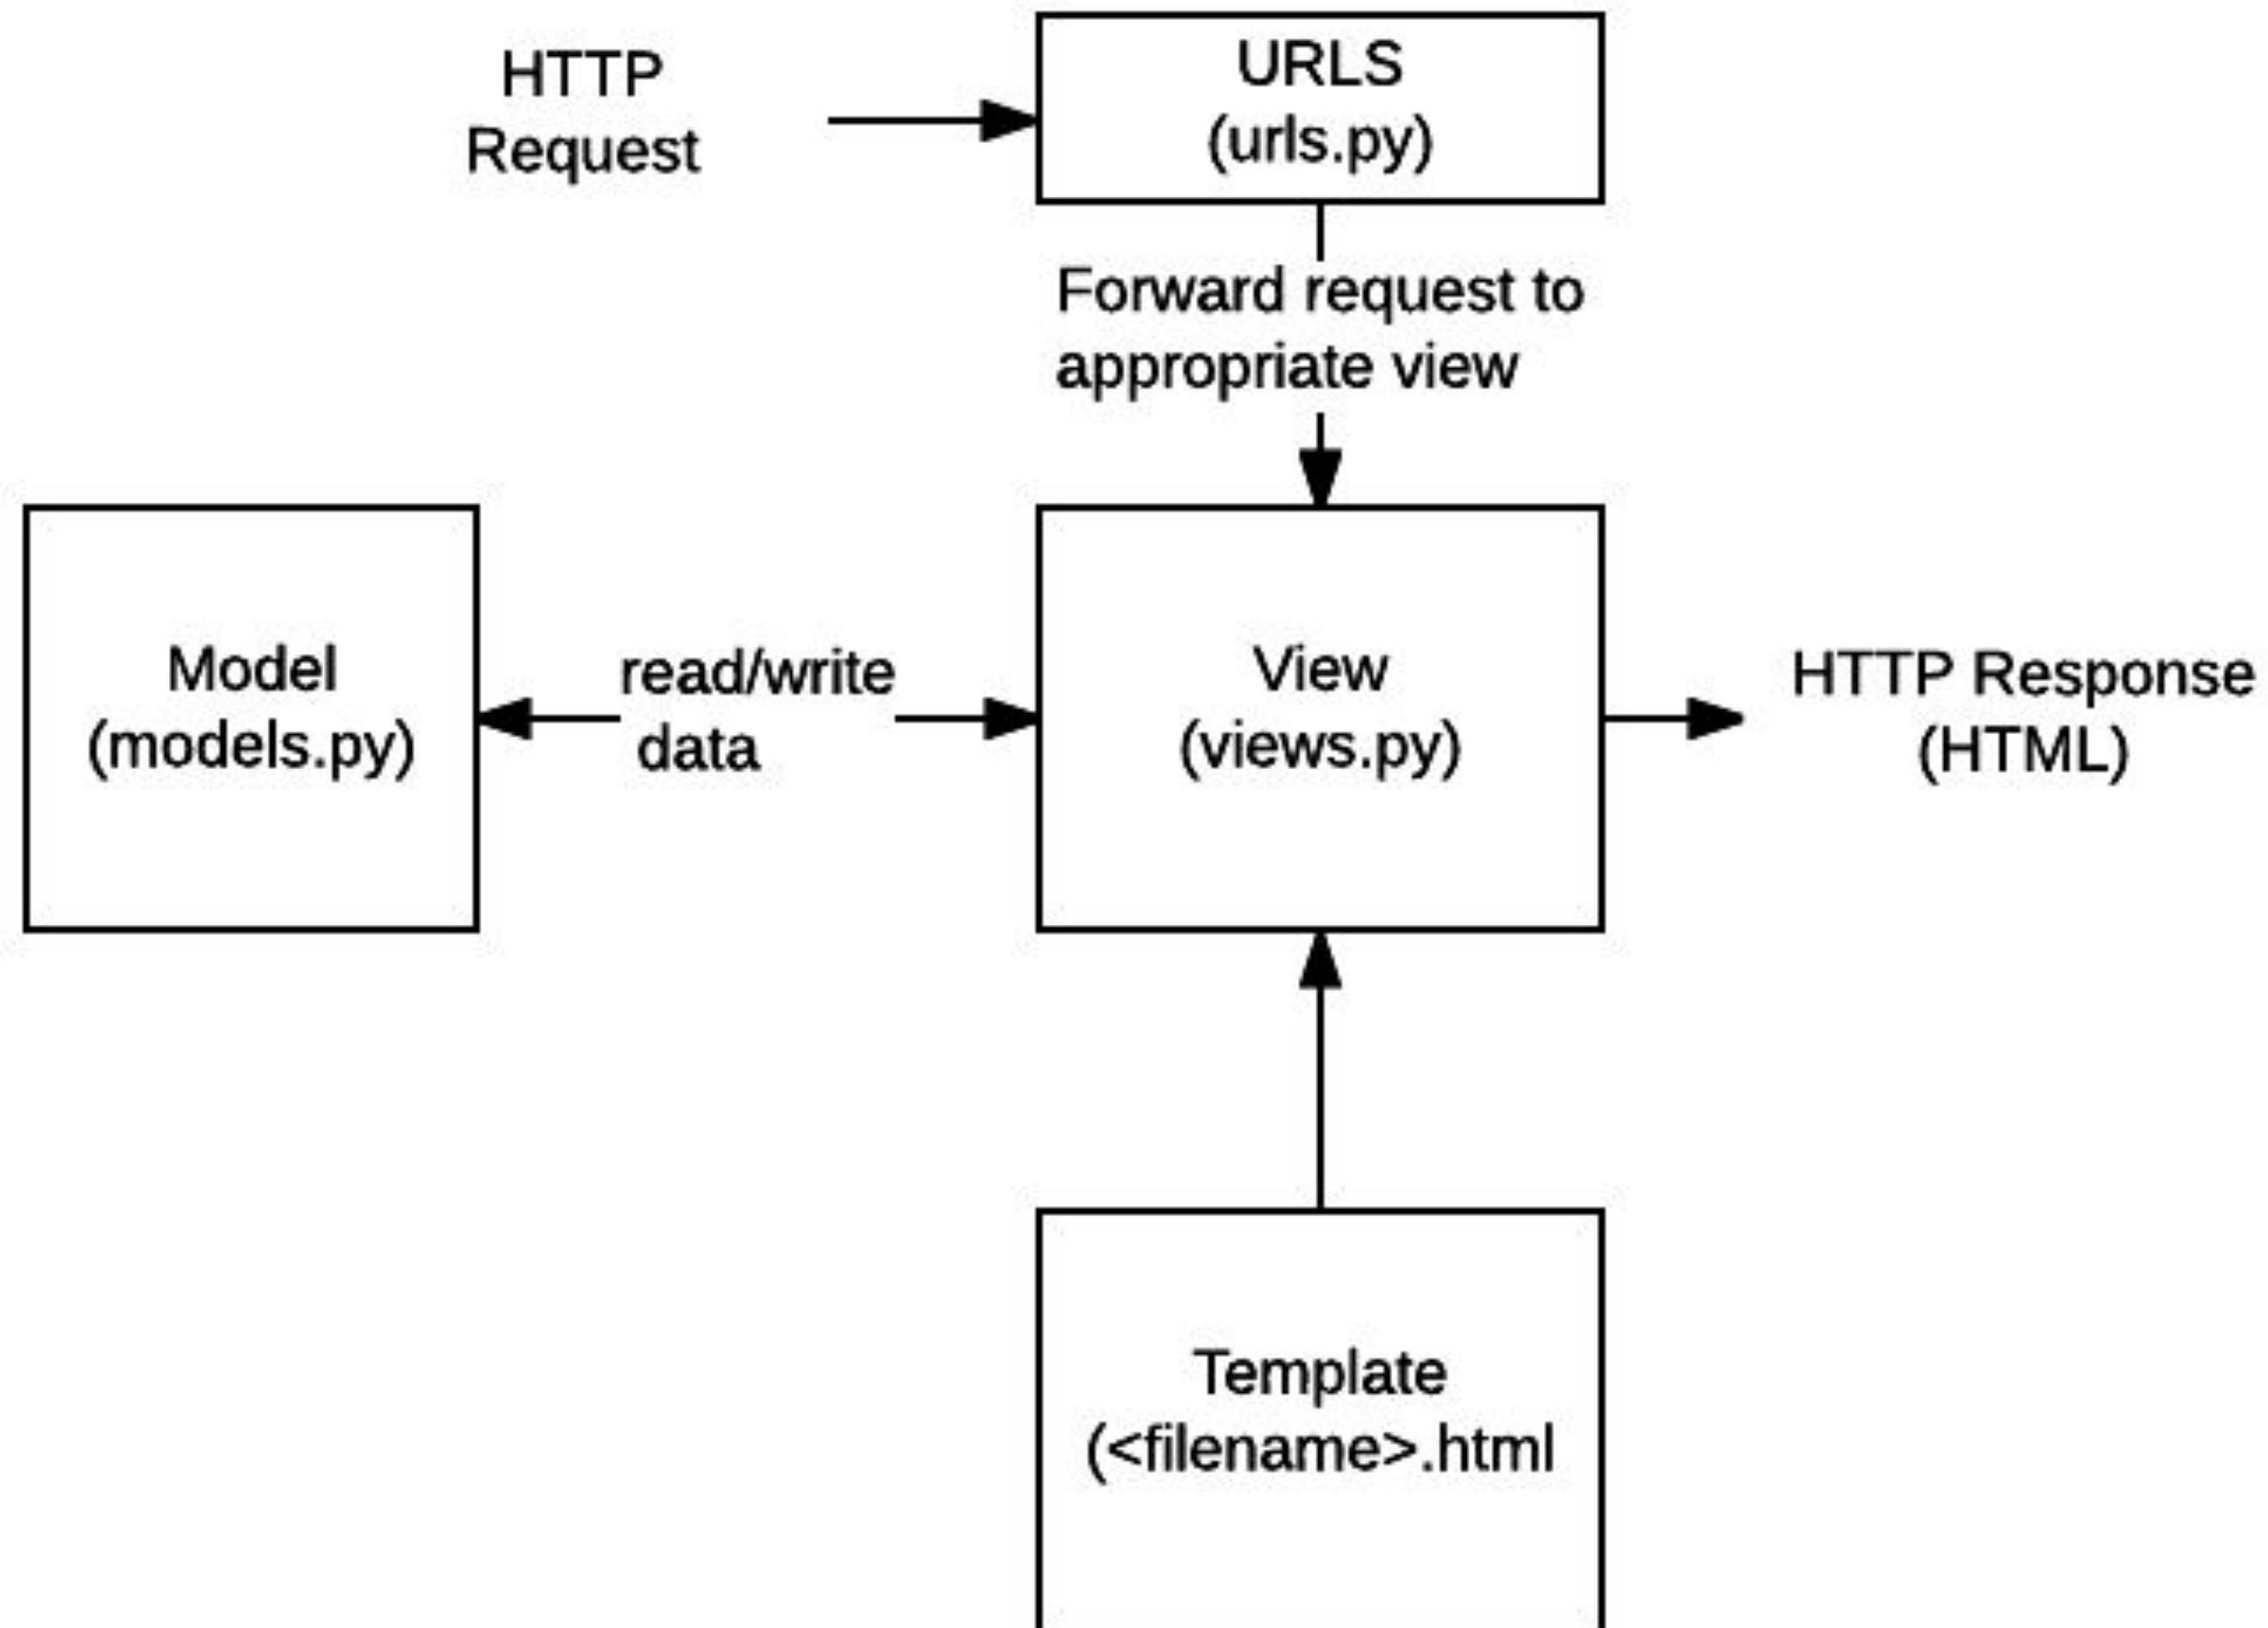 HTTP
Request
URLS
(urls.py)
Forward request to
appropriate view
Model
(models.py)
read/write
data
View
(views.py)
HTTP Response
(HTML)
Template
(<filename>.html